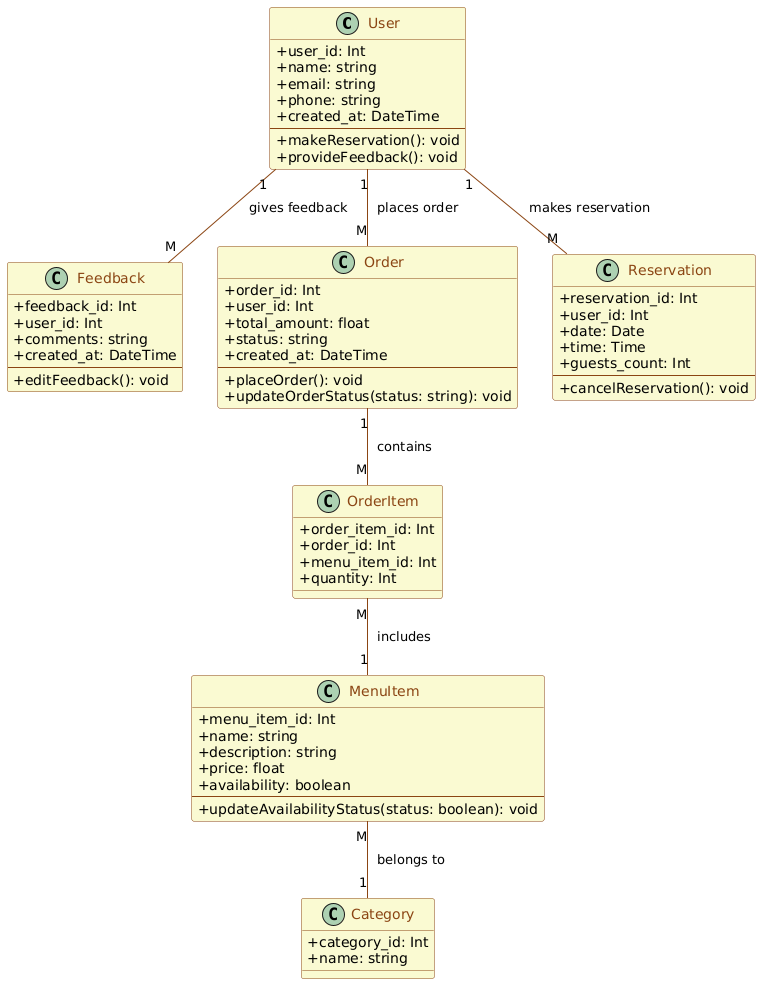 C User
+user_id: Int
+name: string
+email: string
+phone: string
+created_at: DateTime
+makeReservation(): void
+provideFeedback(): void
1
1
1
gives feedback
places order
makes reservation
M
M
M
C Feedback
+feedback_id: Int
+user_id: Int
+comments: string
+created_at: DateTime
+editFeedback(): void
C Order
+order_id: Int
+user_id: Int
+total_amount: float
+status: string
+created_at: DateTime
+placeOrder(): void
+updateOrderStatus(status: string): void
C Reservation
+reservation_id: Int
+user_id: Int
+date: Date
+time: Time
+guests_count: Int
+cancelReservation(): void
1
contains
M
C OrderItem
+order_item_id: Int
+order_id: Int
+menu_item_id: Int
+quantity: Int
M
includes
1
C MenuItem
+menu_item_id: Int
+name: string
+description: string
+price: float
+availability: boolean
+updateAvailabilityStatus(status: boolean): void
M
belongs to
1
C Category
+category_id: Int
+name: string